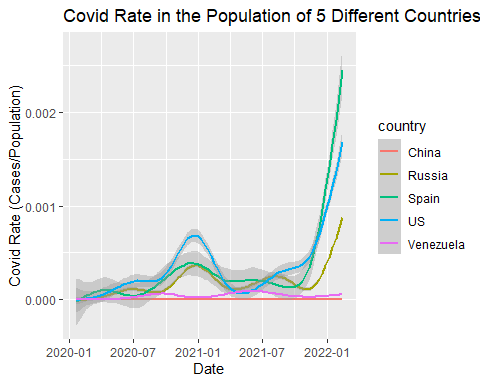 Covid Rate in the Population of 5 Different Countries
Covid Rate (Cases/Population)
0.002
0.001
0.000
2020-01 2020-07 2021-01 2021-07 2022-01
Date
country
China
Russia
Spain
US
Venezuela